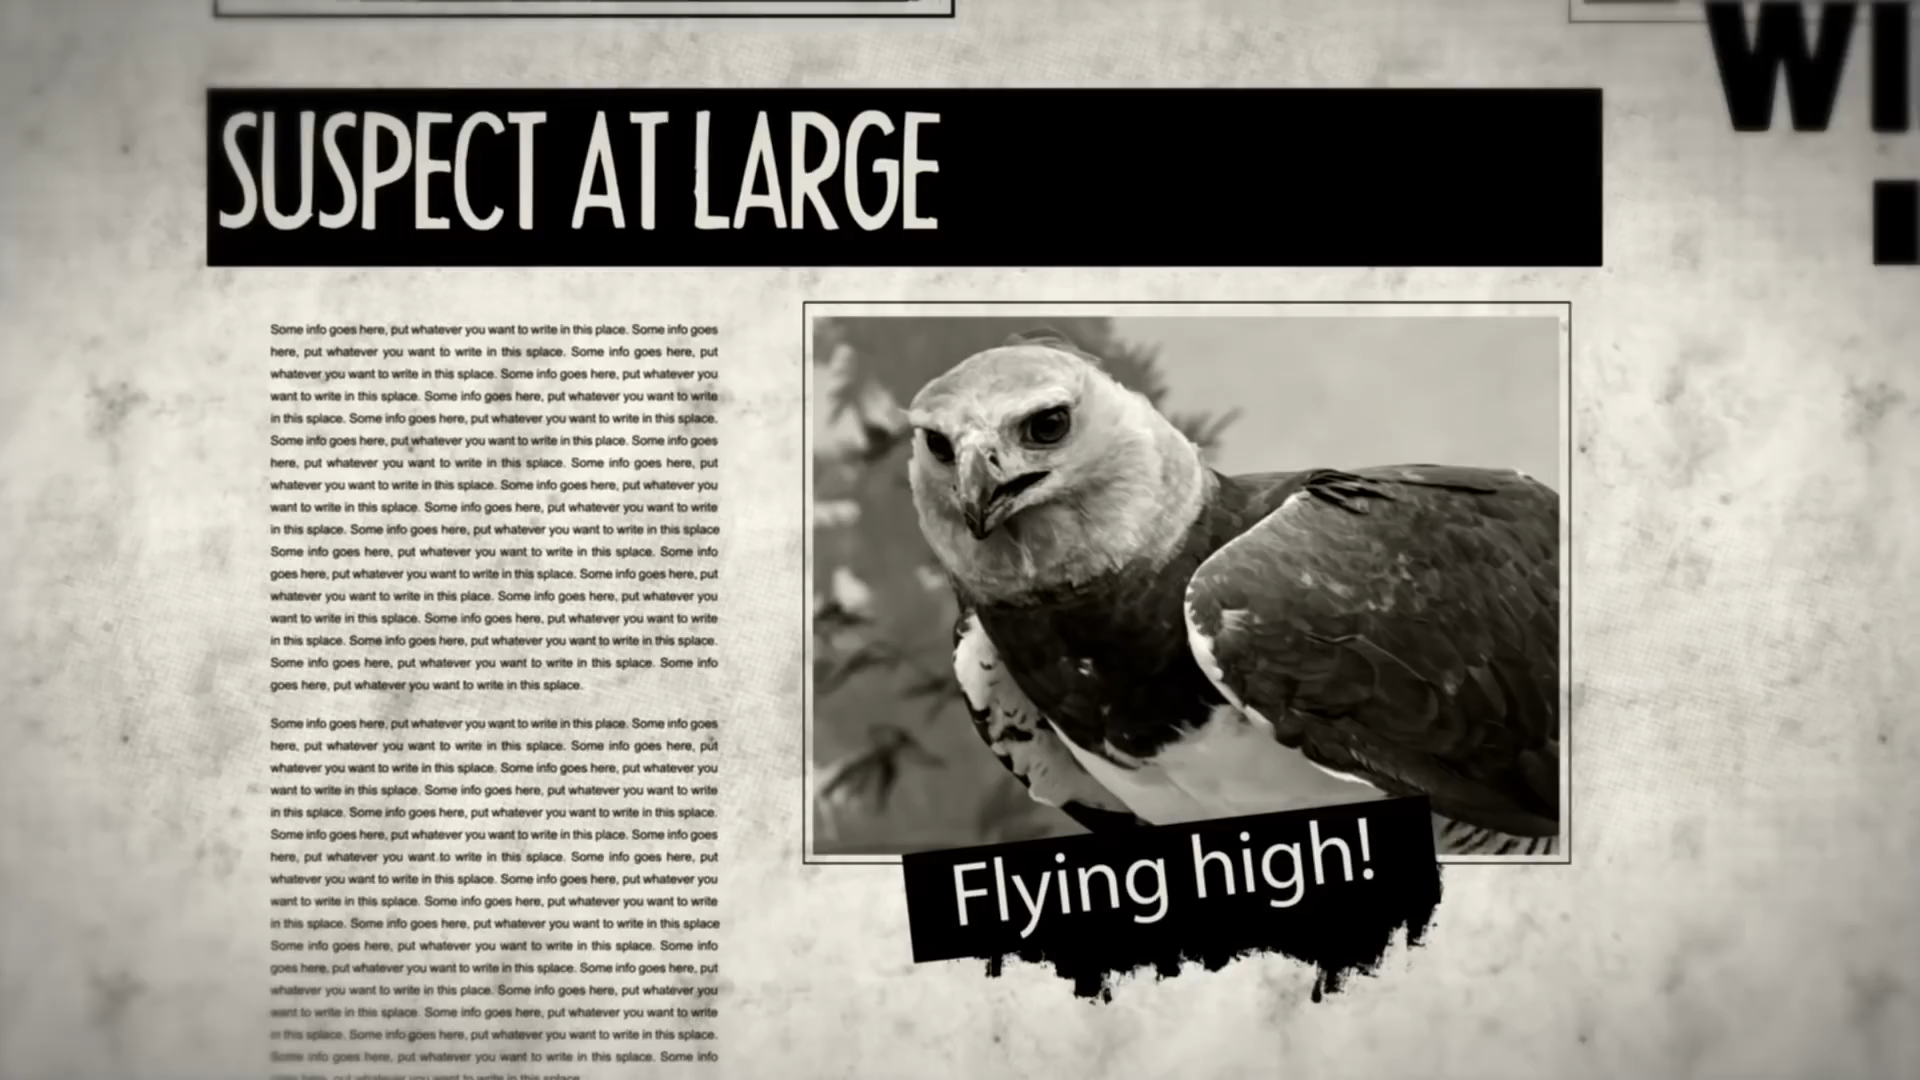 WI
SUSPECT AT LARGE
Some info goes here, put whatever you want to write in this place. Some info goes
here, put whatever you want to write in this splace. Some info goes here, put
whatever you want to write in this splace. Some info goes here, put whatever you
want to write in this splace. Some info goes here, put whatever you want to write
in this splace. Some info goes here, put whatever you want to write in this splace.
Some info goes here, put whatever you want to write in this place. Some info goes
here, put whatever you want to write in this splace. Some info goes here, put
whatever you want to write in this splace. Some info goes here, put whatever you
want to write in this splace. Some info goes here, put whatever you want to write
in this splace. Some info goes here, put whatever you want to write in this splace
Some info goes here, put whatever you want to write in this splace. Some info
goes here, put whatever you want to write in this splace. Some info goes here, put
whatever you want to write in this place. Some info goes here, put whatever you
want to write in this splace. Some info goes here, put whatever you want to write
in this splace. Some info goes here, put whatever you want to write in this splace.
Some info goes here, put whatever you want to write in this splace. Some info
goes here, put whatever you want to write in this splace.
Some info goes here, put whatever you want to write in this place. Some info goes
here, put whatever you want to write in this splace. Some info goes here, put
whatever you want to write in this splace. Some info goes here, put whatever you
want to write in this splace. Some info goes here, put whatever you want to write
in this splace. Some info goes here, put whatever you want to write in this splace.
Some info goes here, put whatever you want to write in this place. Some info goes
here, put whatever you want to write in this splace. Some info goes here, put
whatever you want to write in this splace. Some info goes here, put whatever you
want to write in this splace. Some info goes here, put whatever you want to write
in this splace. Some info goes here, put whatever you want to write in this splace
Some info goes here, put whatever you want to write in this splace. Some info
goes here, put whatever you want to write in this splace. Some info goes here, put
whatever you want to write in this place. Some info goes here, put whatever you
want to write in this splace. Some info goes here, put whatever you want to write
in this splace. Some info goes here, put whatever you want to write in this splace.
Some info goes here, put whatever you want to write in this splace. Some info
Flying high!